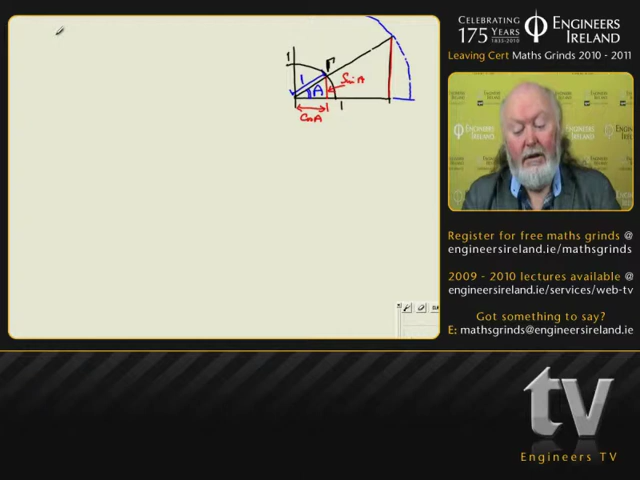 CELEBRATING
175 YEARS
1835-2010
ENGINEERS
IRELAND
Leaving Cert Maths Grinds 2010 - 2011
1
1
A
Sin A
1
Cos A
Register for free maths grinds @
engineersireland.ie/mathsgrinds
2009 - 2010 lectures available @
engineersireland.ie/services/web-tv
Got something to say?
E: mathsgrinds@engineersireland.ie
tv
Engineers TV